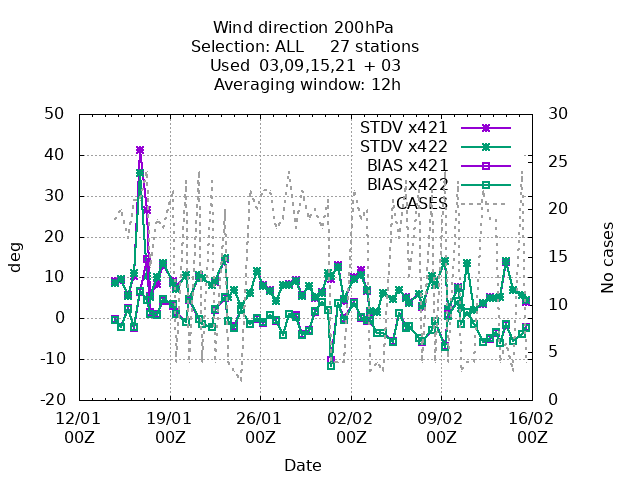 Wind direction 200hPa
Selection: ALL 27 stations
Used 03,09,15,21 + 03
Averaging window: 12h
50 30
STDV x421
40 25
STDV x422
BIAS x421
BIAS x422
30 20
CASES
20 15
10
0 10
-10 5
-20 0
deg
No cases
12/01 19/01 26/01 02/02 09/02 16/02
00Z 00Z 00Z 00Z 00Z 00Z
Date